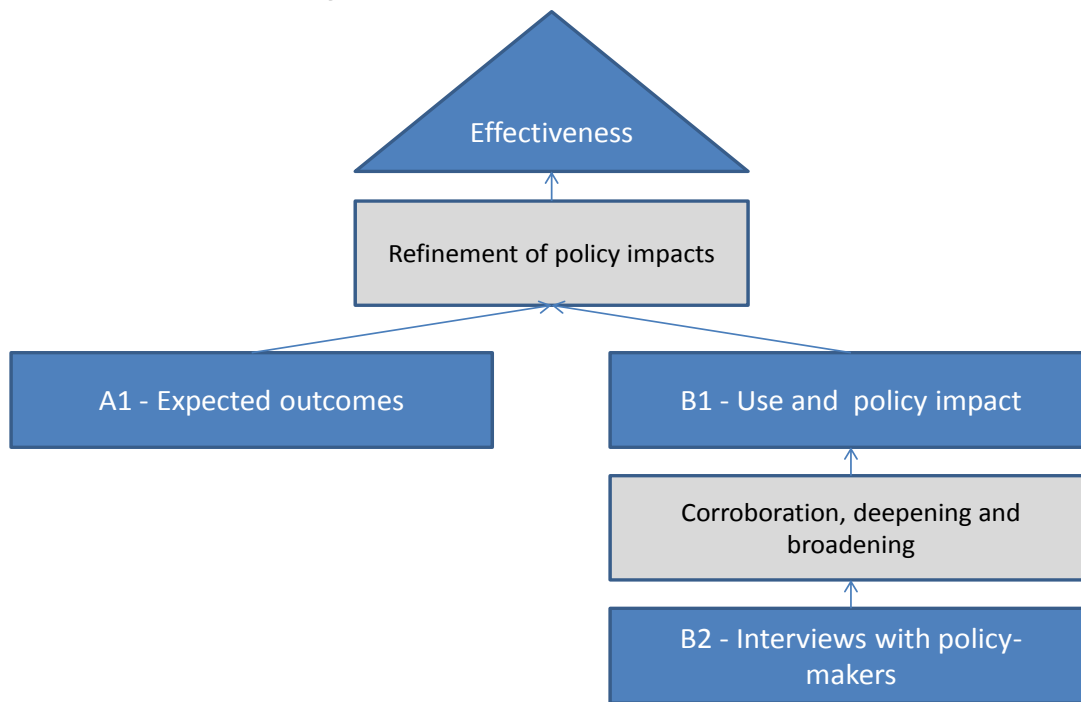 Effectiveness
Refinement of policy impacts
A1 - Expected outcomes
B1 - Use and policy impact
Corroboration, deepening and
broadening
B2 - Interviews with policy-
makers